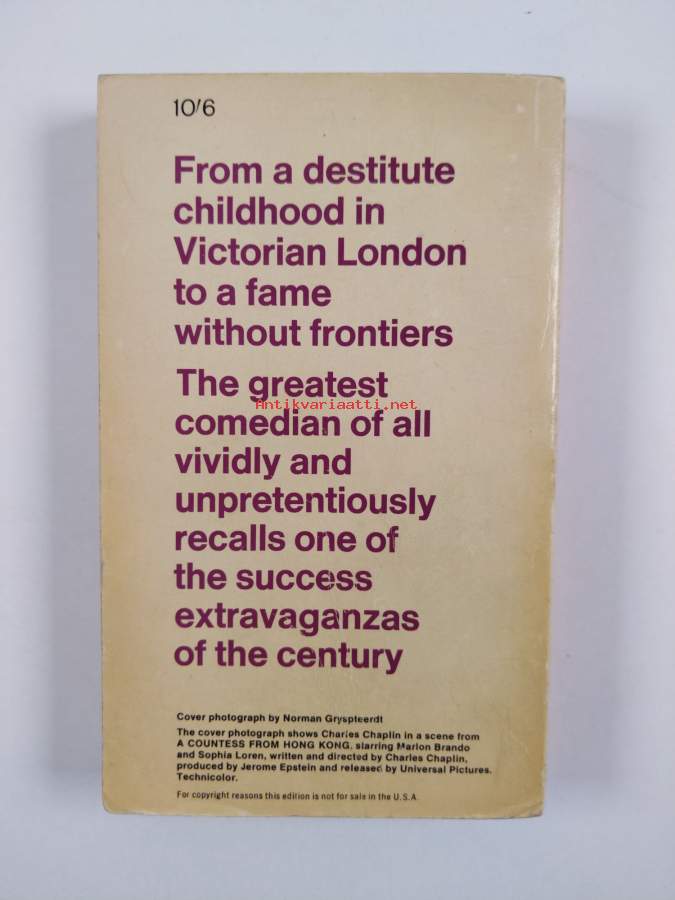 10/6
From a destitute
childhood in
Victorian London
to a fame
without frontiers
The greatest
Antikvariaatti.net
comedian of all
vividly and
unpretentiously
recalls one of
the success
extravaganzas
of the century
Cover photograph by Norman Gryspteerdt
The cover photograph shows Charles Chaplin in a scene from
A COUNTESS FROM HONG KONG, starring Marlon Brando
and Sophia Loren, written and directed by Charles Chaplin,
produced by Jerome Epstein and released by Universal Pictures.
Technicolor.
For copyright reasons this edition is not for sale in the U.S.A.